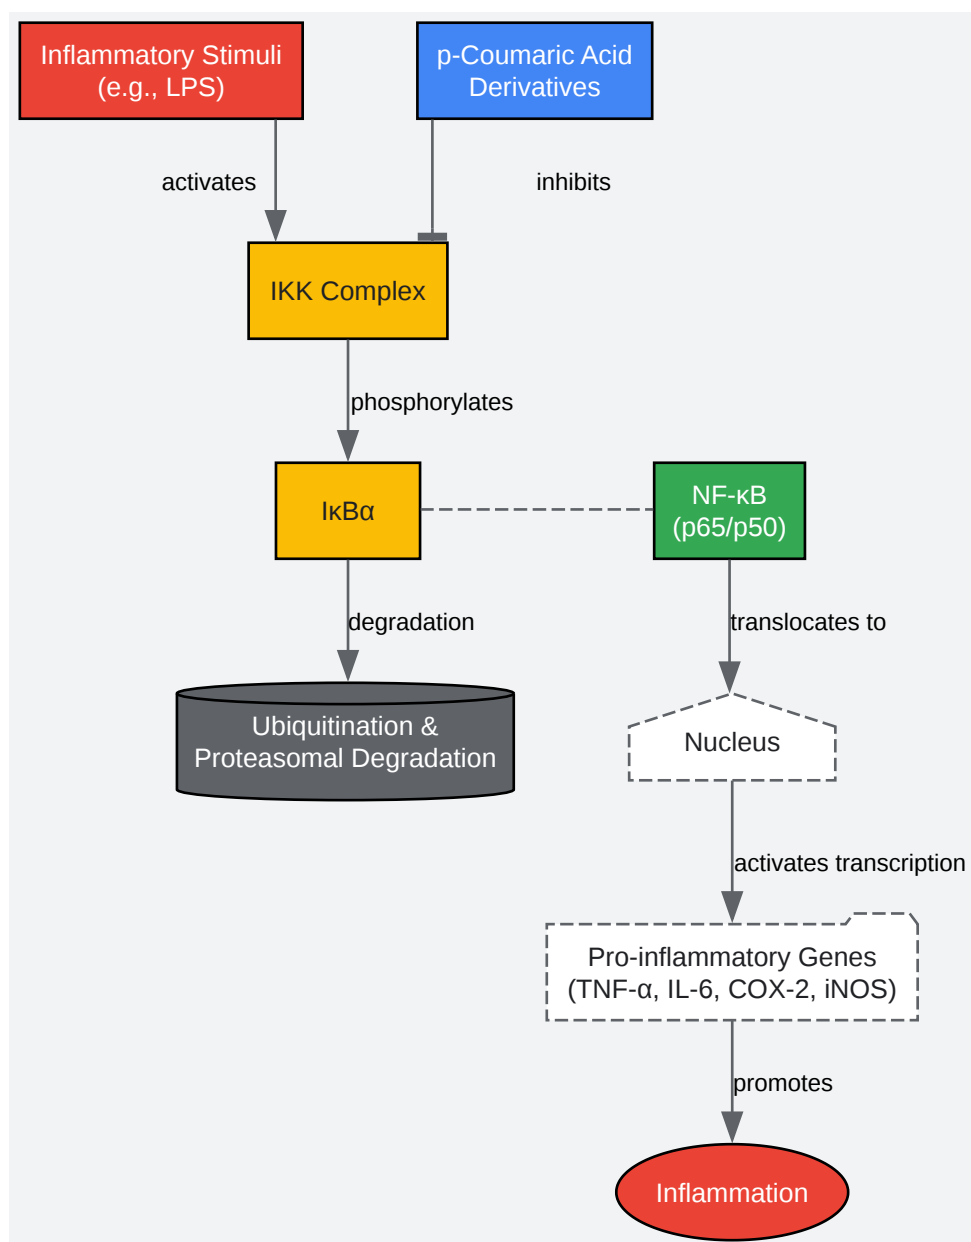 Inflammatory Stimuli
(e.g., LPS)
p-Coumaric Acid
Derivatives
activates
inhibits
IKK Complex
phosphorylates
IκBα
NF-κB
(p65/p50)
degradation
translocates to
Ubiquitination &
Proteasomal Degradation
Nucleus
activates transcription
Pro-inflammatory Genes
(TNF-α, IL-6, COX-2, iNOS)
promotes
Inflammation